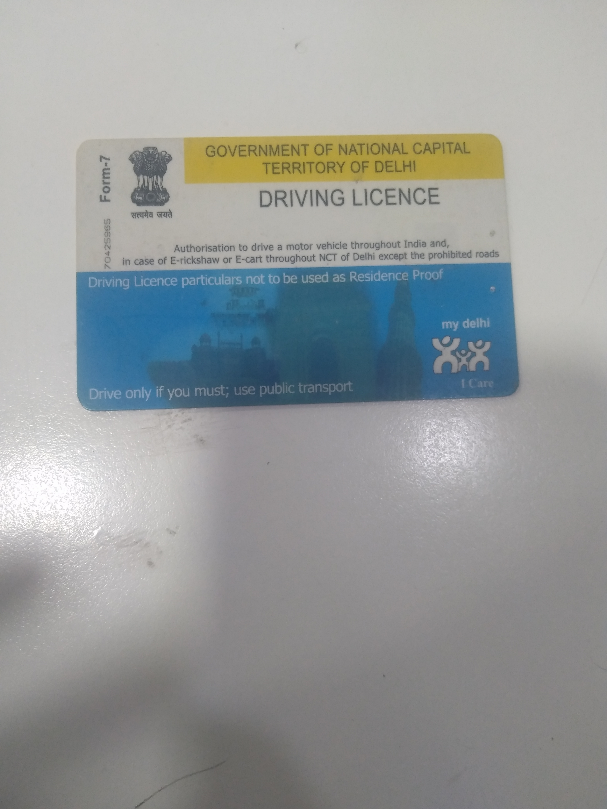 Form-7
70425985
सत्यमेव जयते
GOVERNMENT OF NATIONAL CAPITAL
TERRITORY OF DELHI
DRIVING LICENCE
Authorisation to drive a motor vehicle throughout India and,
in case of E-rickshaw or E-cart throughout NCT of Delhi except the prohibited roads
Driving Licence particulars not to be used as Residence Proof
my delhi
I Care
Drive only if you must; use public transport